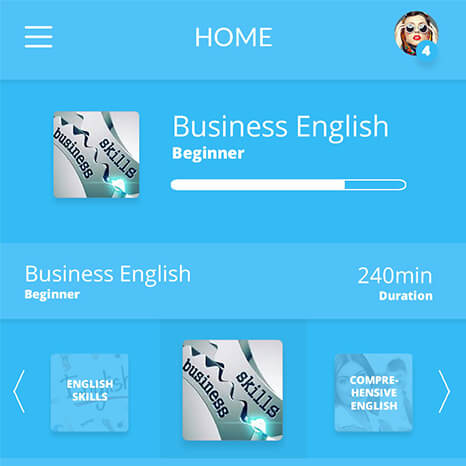 HOME
4
Business English
Beginner
business skills
Business English
Beginner
240min
Duration
ENGLISH
SKILLS
business skills
COMPRE-
HENSIVE
ENGLISH